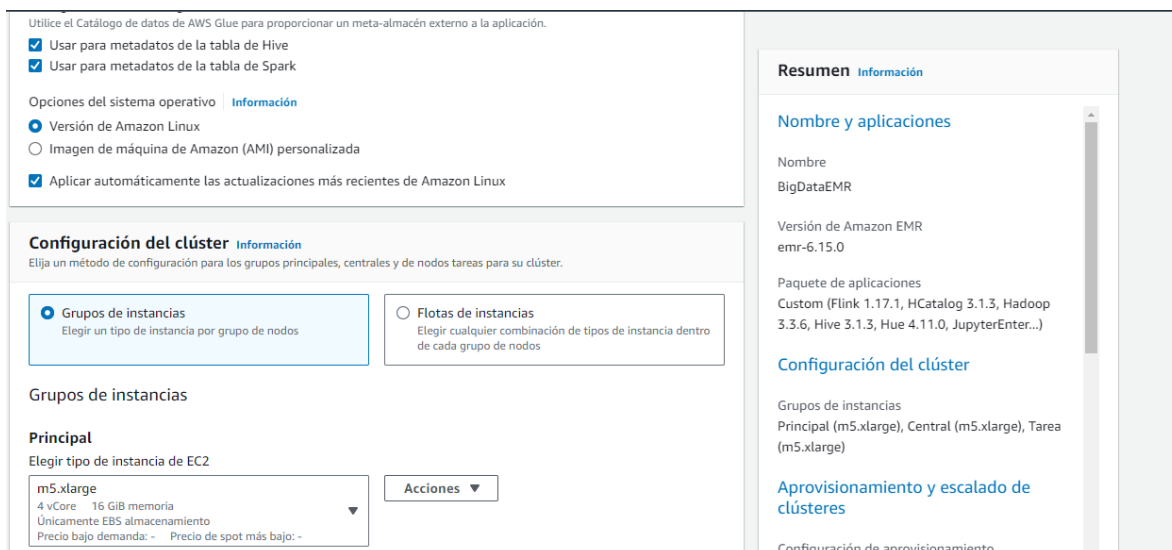 Utilice el Catálogo de datos de AWS Glue para proporcionar un meta-almacén externo a la aplicación.
Usar para metadatos de la tabla de Hive
Usar para metadatos de la tabla de Spark
Opciones del sistema operativo Información
Versión de Amazon Linux
Imagen de máquina de Amazon (AMI) personalizada
Aplicar automáticamente las actualizaciones más recientes de Amazon Linux
Configuración del clúster Información
Elija un método de configuración para los grupos principales, centrales y de nodos tareas para su clúster.
Grupos de instancias
Elegir un tipo de instancia por grupo de nodos
Flotas de instancias
Elegir cualquier combinación de tipos de instancia dentro
de cada grupo de nodos
Grupos de instancias
Principal
Elegir tipo de instancia de EC2
m5.xlarge
4 vCore 16 GiB memoria
Únicamente EBS almacenamiento
Precio bajo demanda: - Precio de spot más bajo: -
Acciones
Resumen Información
Nombre y aplicaciones
Nombre
BigDataEMR
Versión de Amazon EMR
emr-6.15.0
Paquete de aplicaciones
Custom (Flink 1.17.1, HCatalog 3.1.3, Hadoop
3.3.6, Hive 3.1.3, Hue 4.11.0, JupyterEnter...)
Configuración del clúster
Grupos de instancias
Principal (m5.xlarge), Central (m5.xlarge), Tarea
(m5.xlarge)
Aprovisionamiento y escalado de
clústeres
Configuración de aprovisionamiento